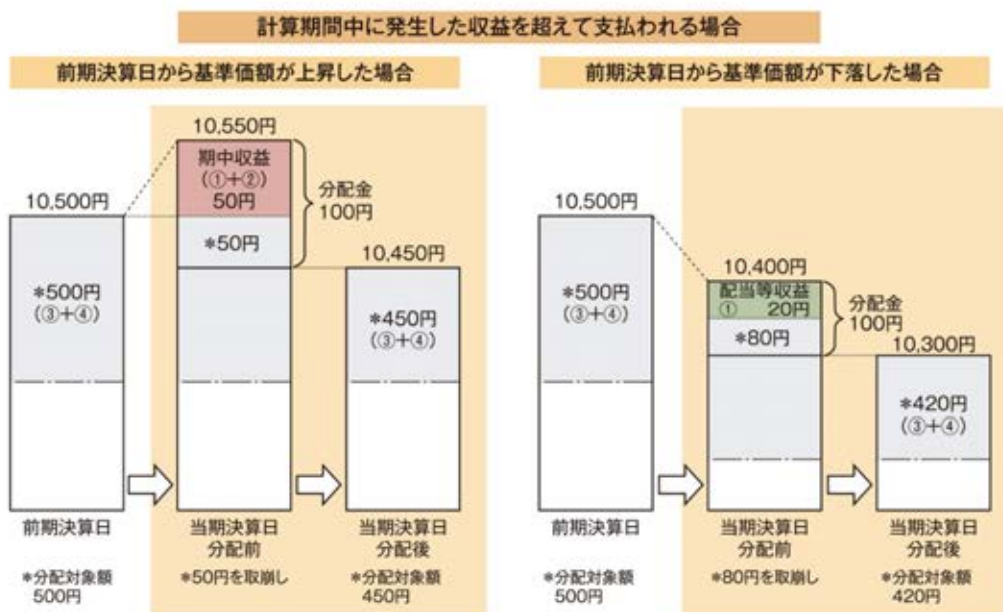 計算期間中に発生した収益を超えて支払われる場合
前期決算日から基準価額が上昇した場合
10,550円
期中収益
(①+②)
50円
分配金
100円
10,500円
*50円
10,450円
*500円
(③+④)
*450円
(③+④)
前期決算日
当期決算日
分配前
当期決算日
分配後
*分配対象額
500円
*50円を取崩し
*分配対象額
450円
前期決算日から基準価額が下落した場合
10,500円
10,400円
配当等収益
① 20円
分配金
100円
*500円
(③+④)
*80円
10,300円
*420円
(③+④)
前期決算日
当期決算日
分配前
当期決算日
分配後
*分配対象額
500円
*80円を取崩し
*分配対象額
420円